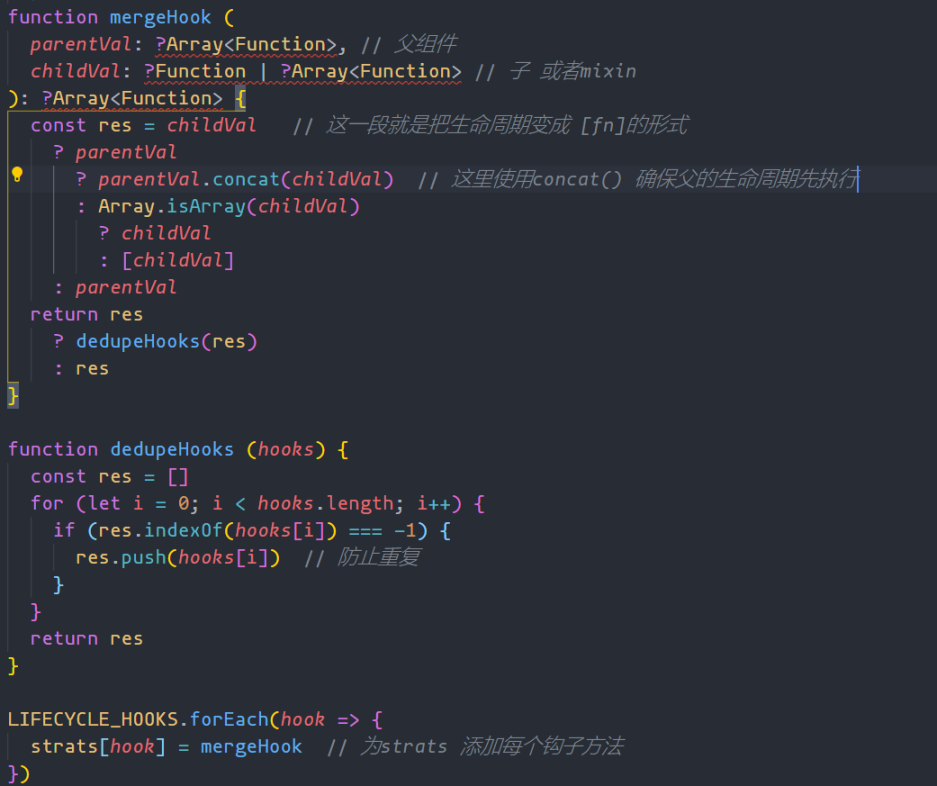 function mergeHook (
  parentVal: ?Array<Function>, // 父组件
  childVal: ?Function | ?Array<Function> // 子 或者mixin
): ?Array<Function> {
  const res = childVal   // 这一段就是把生命周期变成 [fn]的形式
    ? parentVal
      ? parentVal.concat(childVal)  // 这里使用concat() 确保父的生命周期先执行
      : Array.isArray(childVal)
        ? childVal
        : [childVal]
    : parentVal
  return res
    ? dedupeHooks(res)
    : res
}
function dedupeHooks (hooks) {
  const res = []
  for (let i = 0; i < hooks.length; i++) {
    if (res.indexOf(hooks[i]) === -1) {
      res.push(hooks[i])  // 防止重复
    }
  }
  return res
}
LIFECYCLE_HOOKS.forEach(hook => {
  strats[hook] = mergeHook  // 为strats 添加每个钩子方法
})